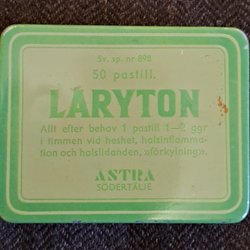 Sv. sp. nr 898
50 pastill.
LARYTON
Allt efter behov 1 pastill 1—2 ggr
i timmen vid heshet, halsinflamma-
tion och halslidanden, »förkylning».
ASTRA
SÖDERTÄLJE